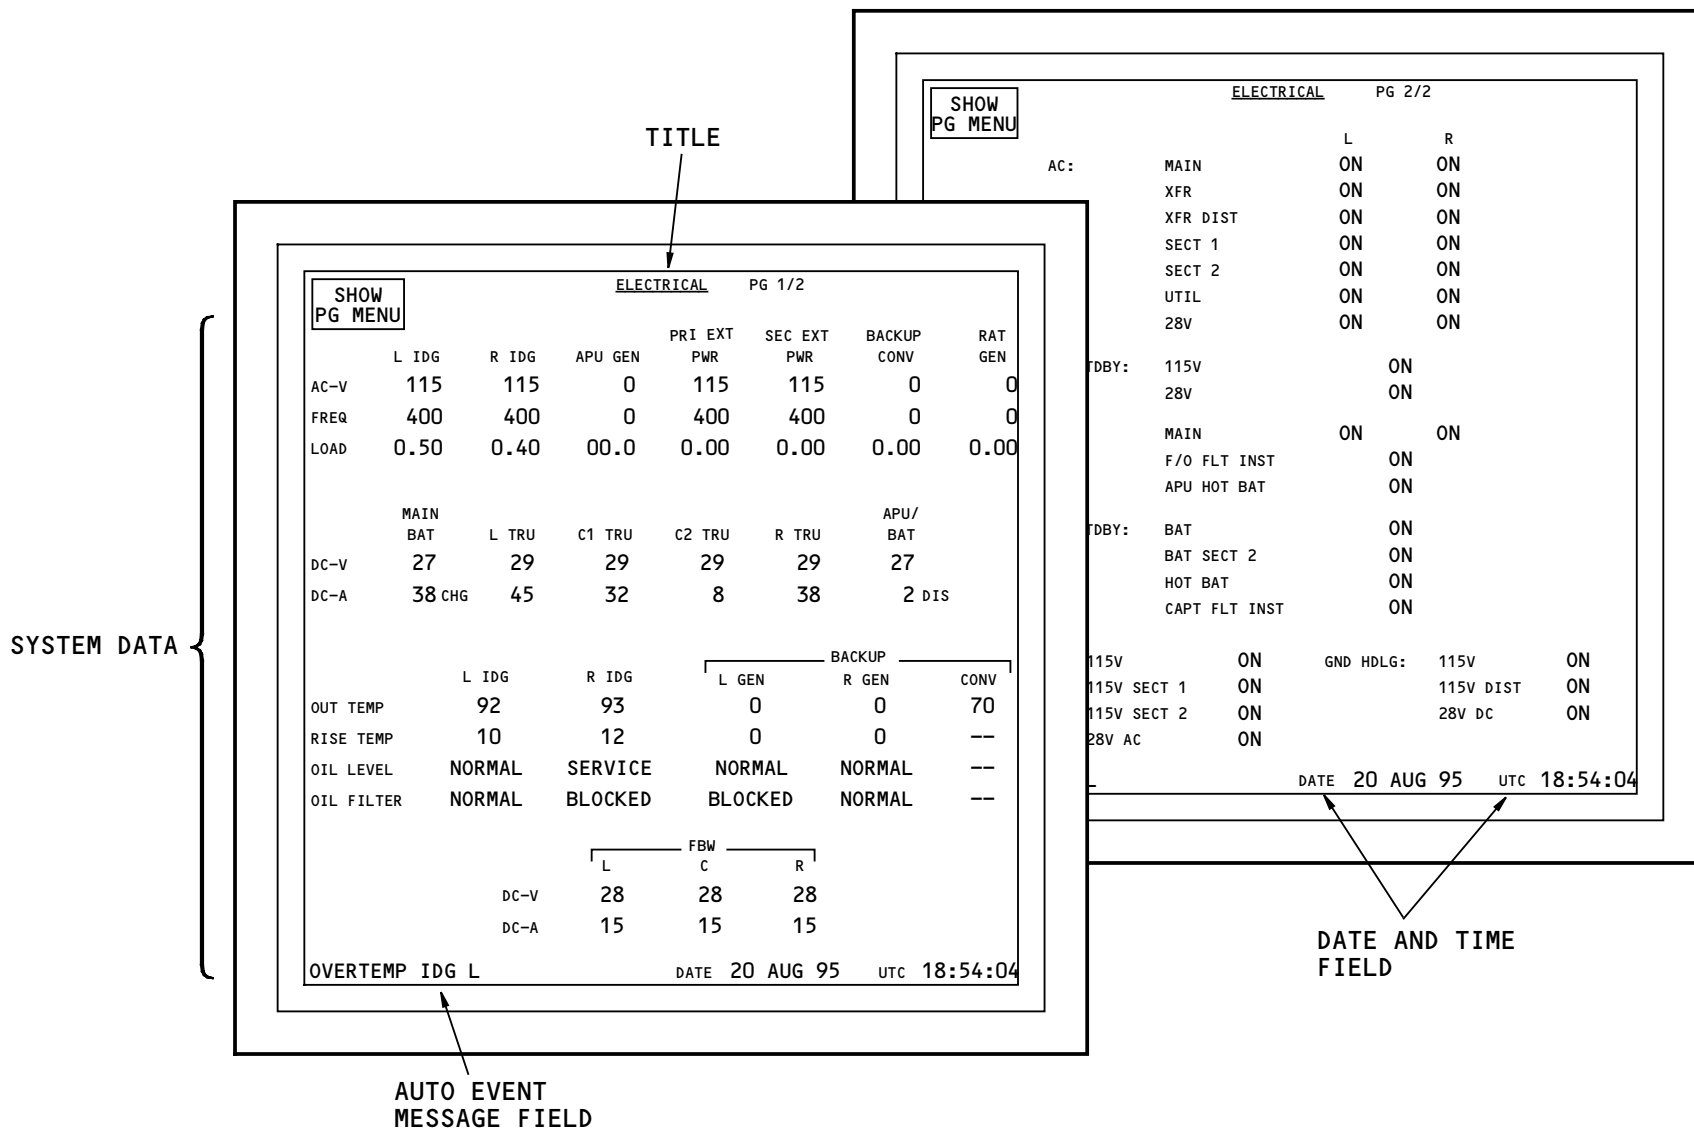 TITLE
SYSTEM DATA
SHOW
PG MENU
ELECTRICAL PG 1/2
PRI EXT SEC EXT BACKUP RAT
L IDG R IDG APU GEN PWR PWR CONV GEN
AC-V 115 115 0 115 115 0 0
FREQ 400 400 0 400 400 0 0
LOAD 0.50 0.40 00.0 0.00 0.00 0.00 0.00
MAIN APU/
BAT L TRU C1 TRU C2 TRU R TRU BAT
DC-V 27 29 29 29 29 27
DC-A 38 CHG 45 32 8 38 2 DIS
BACKUP
L IDG R IDG L GEN R GEN CONV
OUT TEMP 92 93 0 0 70
RISE TEMP 10 12 0 0 --
OIL LEVEL NORMAL SERVICE NORMAL NORMAL --
OIL FILTER NORMAL BLOCKED BLOCKED NORMAL --
FBW
L C R
DC-V 28 28 28
DC-A 15 15 15
OVERTEMP IDG L DATE 20 AUG 95 UTC 18:54:04
AUTO EVENT
MESSAGE FIELD
SHOW
PG MENU
ELECTRICAL PG 2/2
L R
AC: MAIN ON ON
XFR ON ON
XFR DIST ON ON
SECT 1 ON ON
SECT 2 ON ON
UTIL ON ON
28V ON ON
TDBY: 115V ON
28V ON
MAIN ON ON
F/O FLT INST ON
APU HOT BAT ON
TDBY: BAT ON
BAT SECT 2 ON
HOT BAT ON
CAPT FLT INST ON
115V ON GND HDLG: 115V ON
115V SECT 1 ON 115V DIST ON
115V SECT 2 ON 28V DC ON
28V AC ON
DATE 20 AUG 95 UTC 18:54:04
DATE AND TIME
FIELD